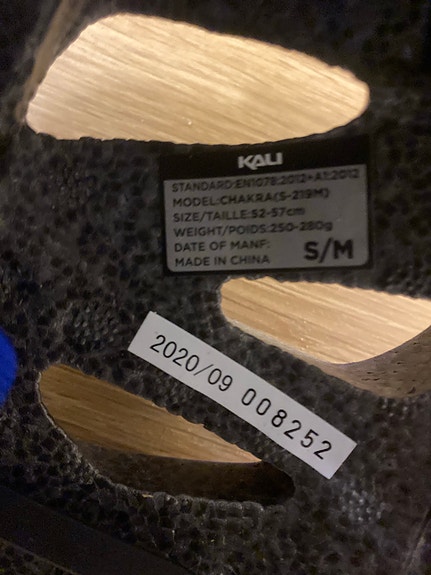 KALI
STANDARD:EN1078:2012+A1:2012
MODEL:CHAKRA(S-219M)
SIZE/TAILLE:52-57cm
WEIGHT/POIDS:250-280g
DATE OF MANF:
MADE IN CHINA
S/M
2020/09 008252